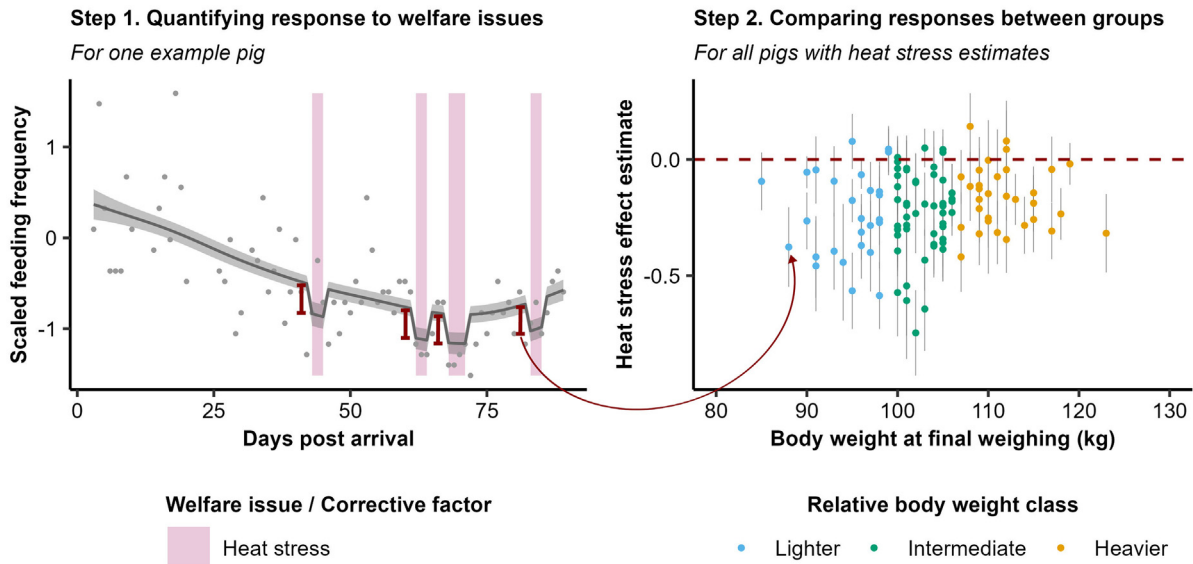 Step 1. Quantifying response to welfare issues
For one example pig
Scaled feeding frequency
1
0
-1
0
25
50
75
Days post arrival
Welfare issue / Corrective factor
Heat stress
Step 2. Comparing responses between groups
For all pigs with heat stress estimates
Heat stress effect estimate
0.0
-0.5
80
90
100
110
120
130
Body weight at final weighing (kg)
Relative body weight class
Lighter
Intermediate
Heavier